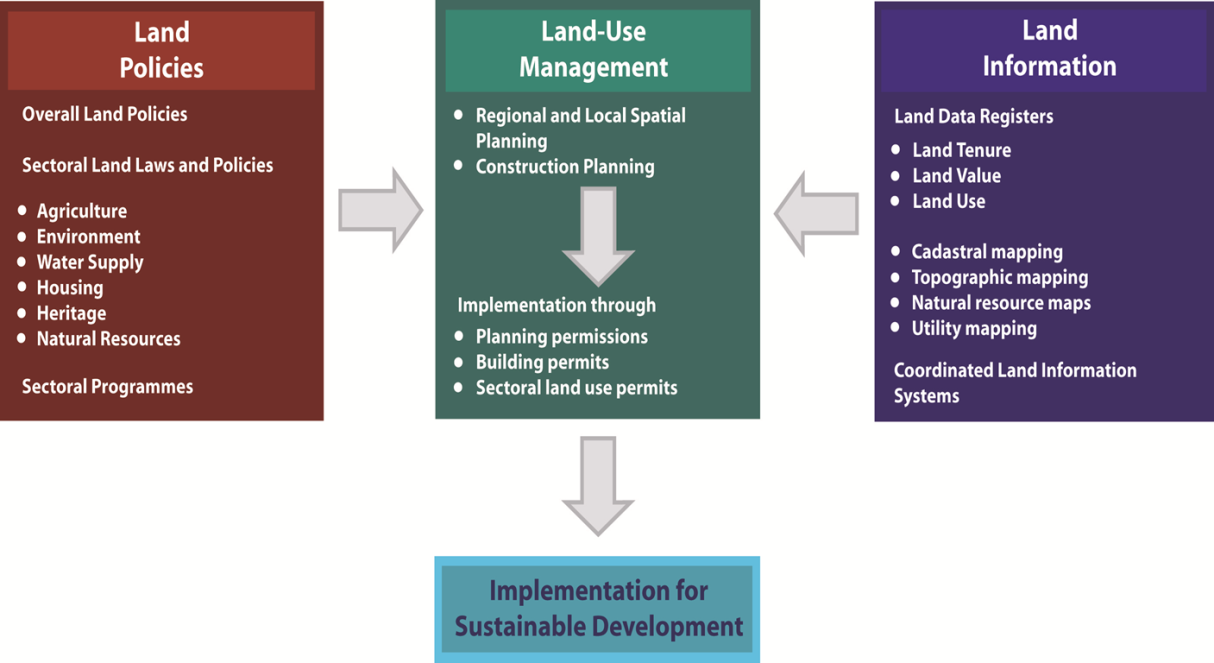 Land
Policies
Overall Land Policies
Sectoral Land Laws and Policies
• Agriculture
• Environment
• Water Supply
• Housing
• Heritage
• Natural Resources
Sectoral Programmes
Land-Use
Management
• Regional and Local Spatial
Planning
• Construction Planning
Implementation through
• Planning permissions
• Building permits
• Sectoral land use permits
Land
Information
Land Data Registers
• Land Tenure
• Land Value
• Land Use
• Cadastral mapping
• Topographic mapping
• Natural resource maps
• Utility mapping
Coordinated Land Information
Systems
Implementation for
Sustainable Development